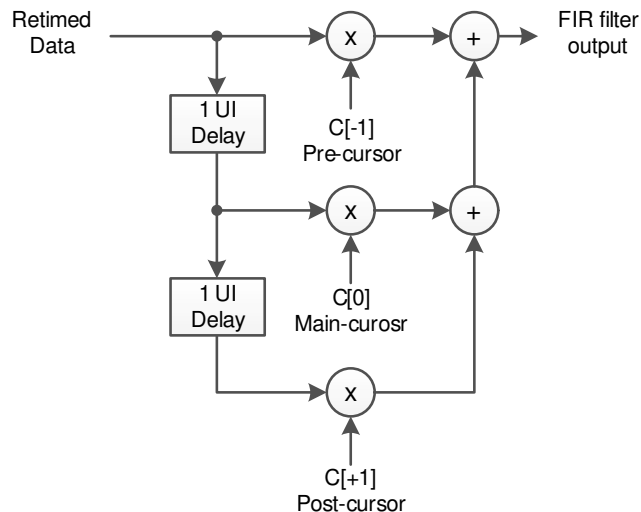 Retimed
Data
x
+
FIR filter
output
1 UI
Delay
C[-1]
Pre-cursor
x
+
1 UI
Delay
C[0]
Main-curosr
x
C[+1]
Post-cursor